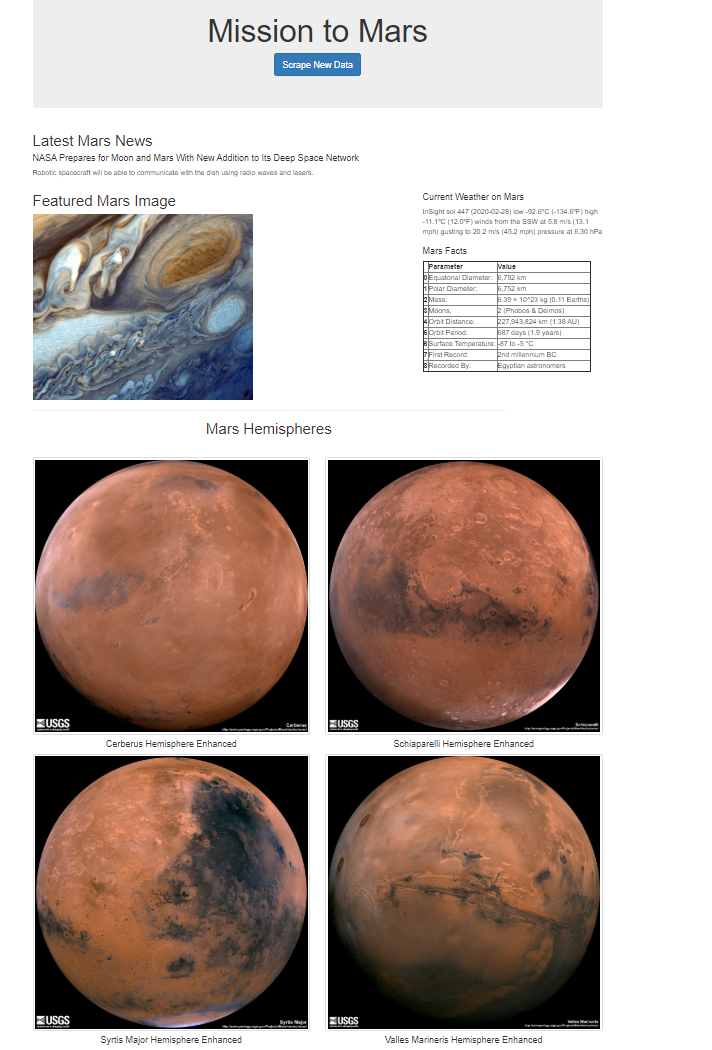 Mission to Mars
Scrape New Data
Latest Mars News
NASA Prepares for Moon and Mars With New Addition to Its Deep Space Network
Robotic spacecraft will be able to communicate with the dish using radio waves and lasers.
Featured Mars Image
Current Weather on Mars
InSight sol 447 (2020-02-28) low -92.6ºC (-134.6ºF) high
-11.1ºC (12.0ºF) winds from the SSW at 5.8 m/s (13.1
mph) gusting to 20.2 m/s (45.2 mph) pressure at 6.30 hPa
Mars Facts
Parameter Value
0 Equatorial Diameter: 6,792 km
1 Polar Diameter: 6,752 km
2 Mass: 6.39 × 10^23 kg (0.11 Earths)
3 Moons: 2 (Phobos & Deimos)
4 Orbit Distance: 227,943,824 km (1.38 AU)
5 Orbit Period: 687 days (1.9 years)
6 Surface Temperature: -87 to -5 °C
7 First Record: 2nd millennium BC
8 Recorded By: Egyptian astronomers
Mars Hemispheres
USGS
Cerberus
USGS
Schiaparelli
Cerberus Hemisphere Enhanced
Schiaparelli Hemisphere Enhanced
USGS
Syrtis Major
USGS
Valles Marineris
Syrtis Major Hemisphere Enhanced
Valles Marineris Hemisphere Enhanced